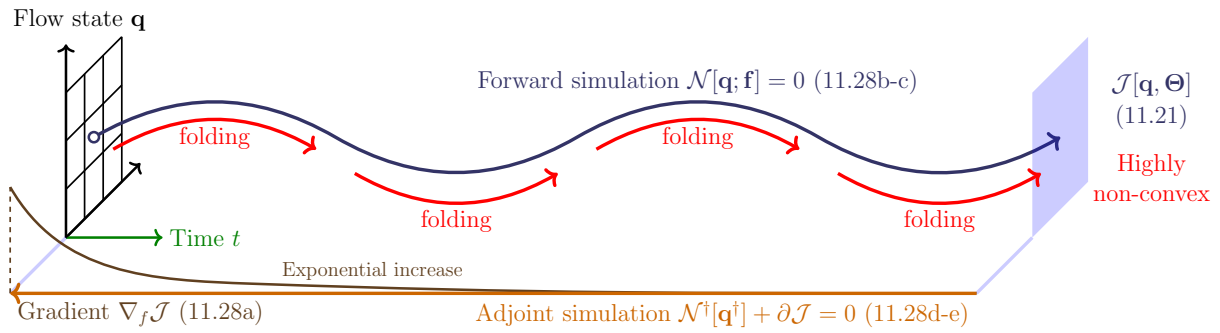 Flow state q
Forward simulation 𝒩[q; f] = 0 (11.28b-c)
𝒥[q, Θ]
(11.21)
folding
folding
folding
folding
Highly
non-convex
Time t
Exponential increase
Gradient ∇_f 𝒥 (11.28a)
Adjoint simulation 𝒩†[q†] + ∂𝒥 = 0 (11.28d-e)